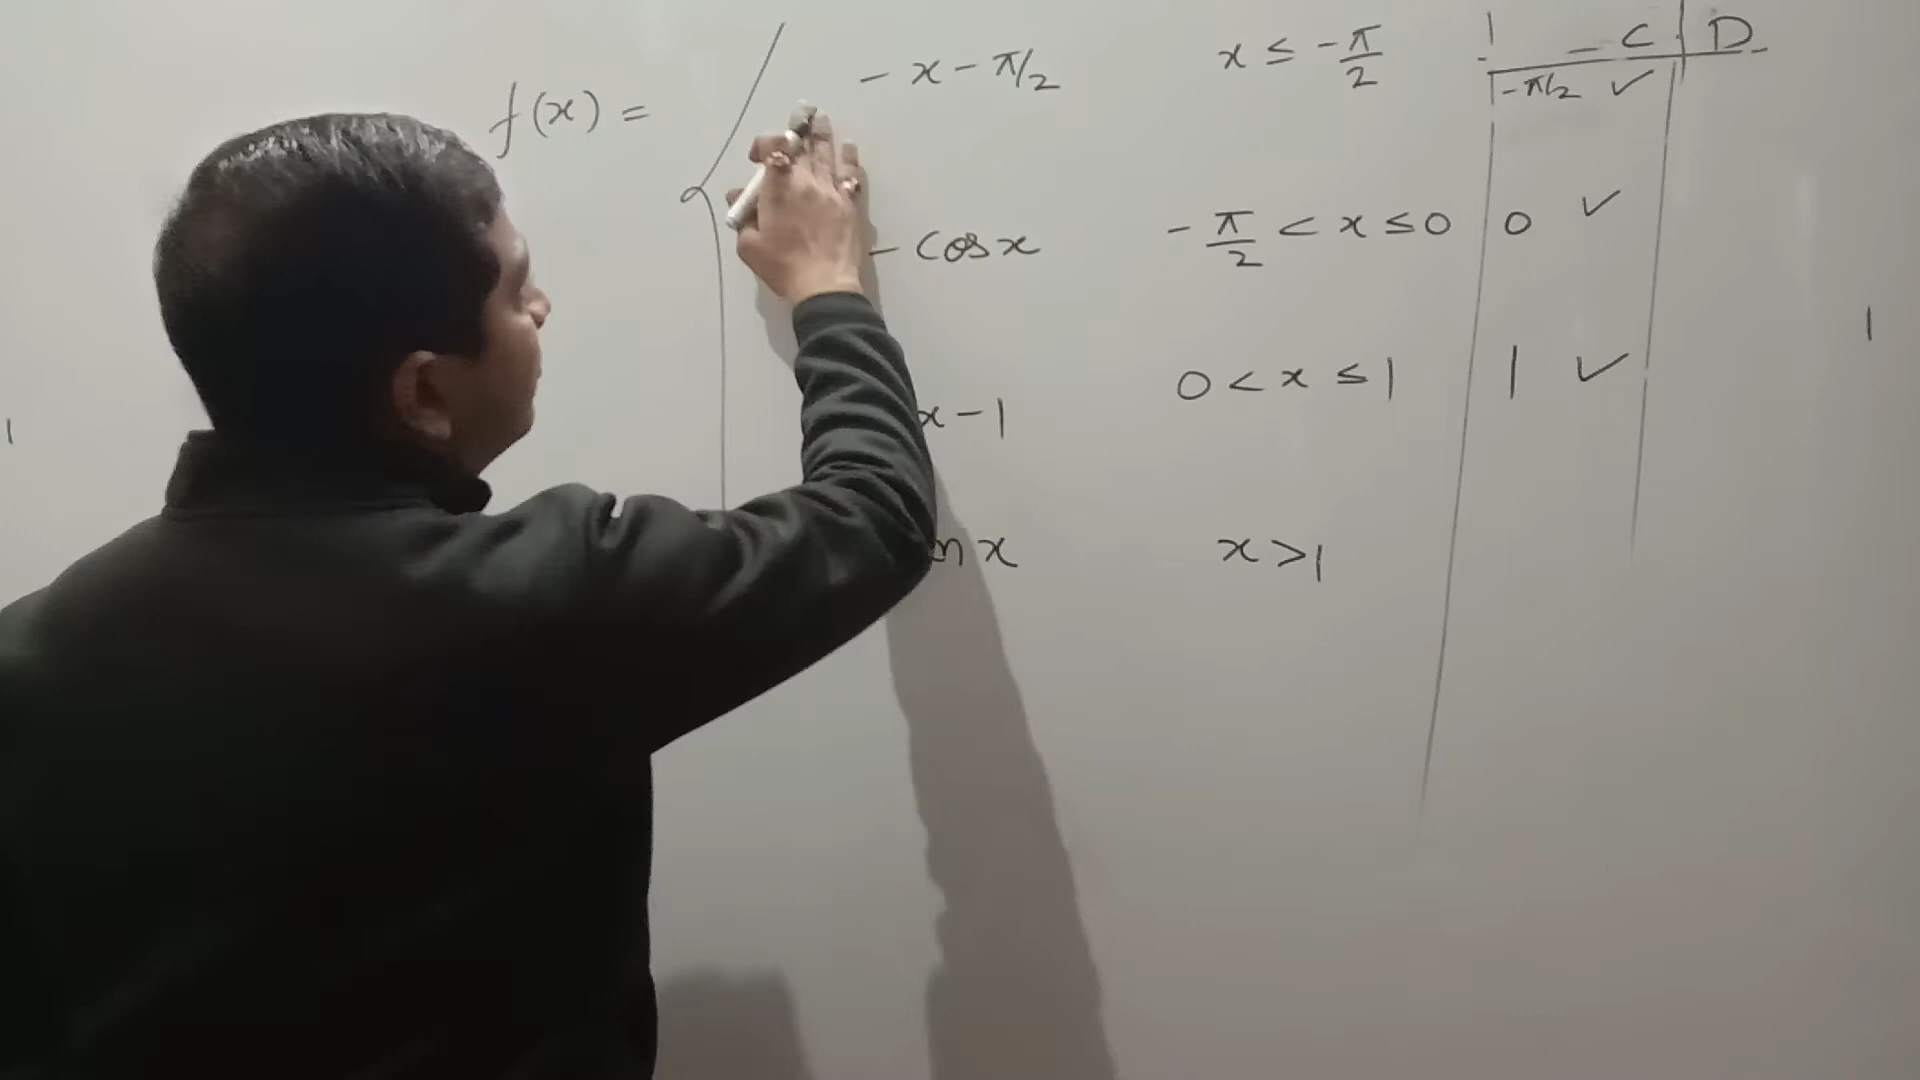 f(x) = - x - π/2 x ≤ - π/2 C D
- π/2 ✓
- cos x - π/2 < x ≤ 0 0 ✓
x - 1 0 < x ≤ 1 1 ✓
n x x > 1